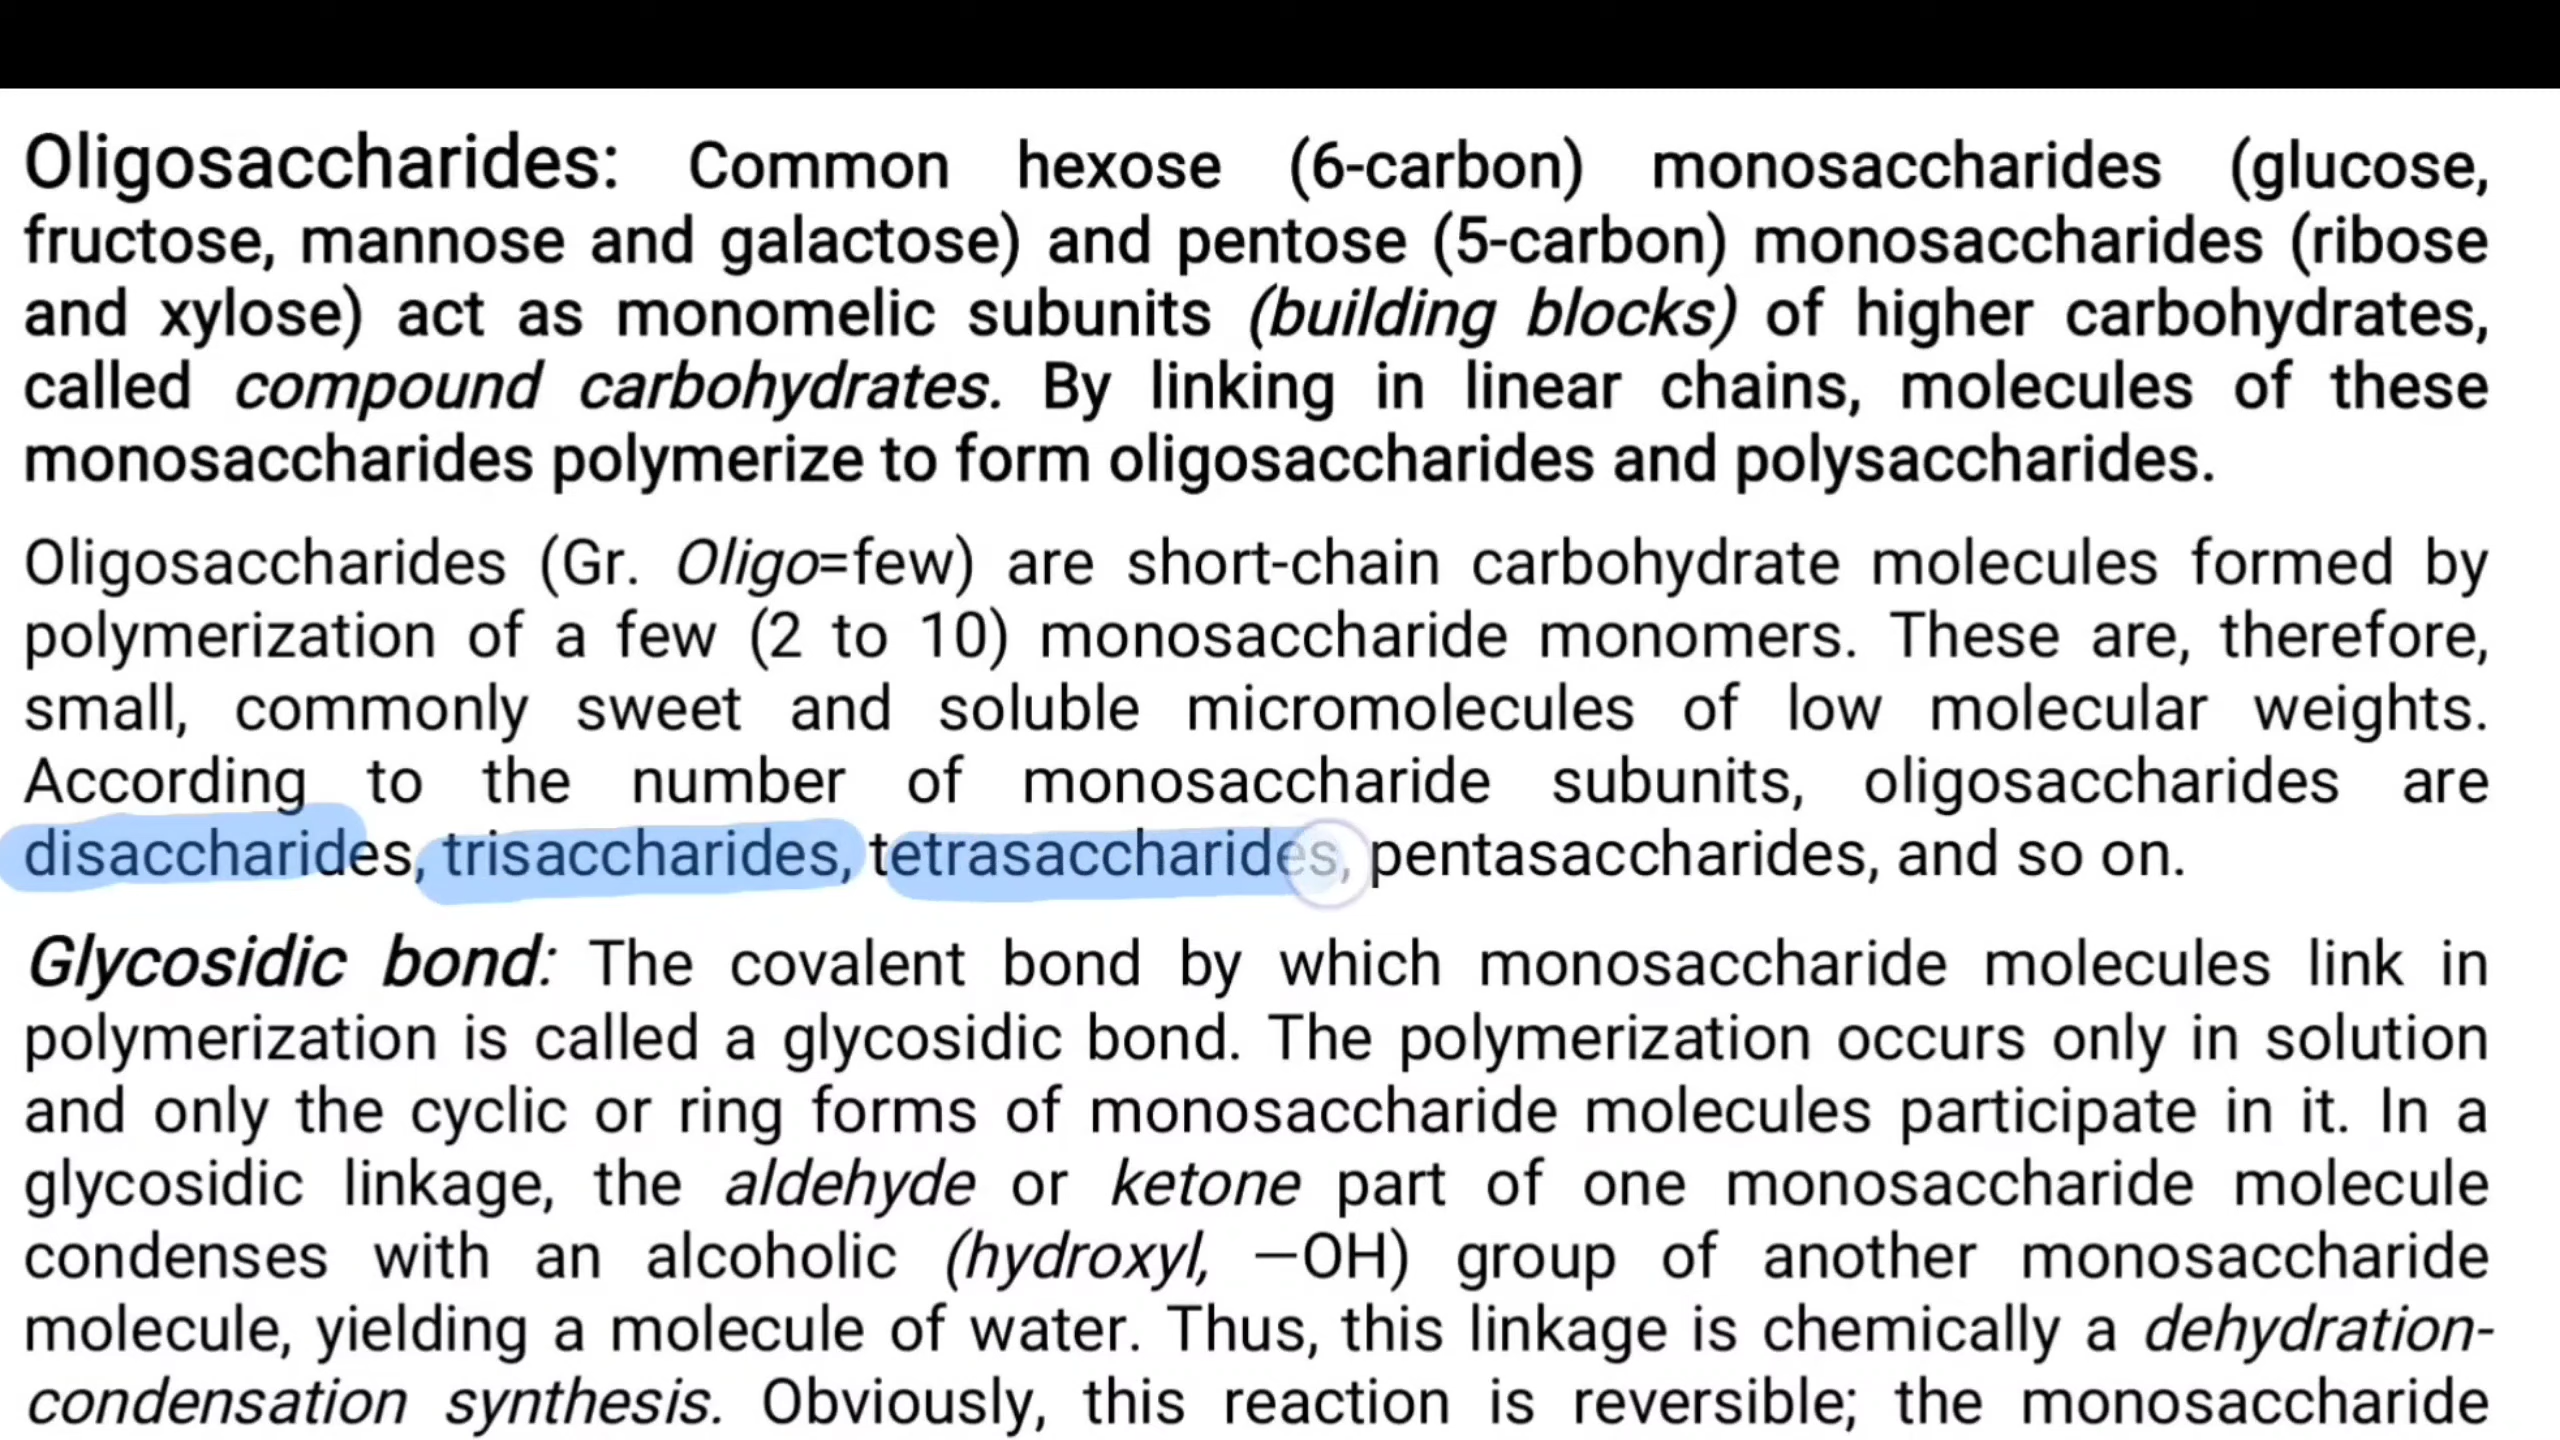 Oligosaccharides: Common hexose (6-carbon) monosaccharides (glucose,
fructose, mannose and galactose) and pentose (5-carbon) monosaccharides (ribose
and xylose) act as monomelic subunits (building blocks) of higher carbohydrates,
called compound carbohydrates. By linking in linear chains, molecules of these
monosaccharides polymerize to form oligosaccharides and polysaccharides.
Oligosaccharides (Gr. Oligo=few) are short-chain carbohydrate molecules formed by
polymerization of a few (2 to 10) monosaccharide monomers. These are, therefore,
small, commonly sweet and soluble micromolecules of low molecular weights.
According to the number of monosaccharide subunits, oligosaccharides are
disaccharides, trisaccharides, tetrasaccharides, pentasaccharides, and so on.
Glycosidic bond: The covalent bond by which monosaccharide molecules link in
polymerization is called a glycosidic bond. The polymerization occurs only in solution
and only the cyclic or ring forms of monosaccharide molecules participate in it. In a
glycosidic linkage, the aldehyde or ketone part of one monosaccharide molecule
condenses with an alcoholic (hydroxyl, —OH) group of another monosaccharide
molecule, yielding a molecule of water. Thus, this linkage is chemically a dehydration-
condensation synthesis. Obviously, this reaction is reversible; the monosaccharide